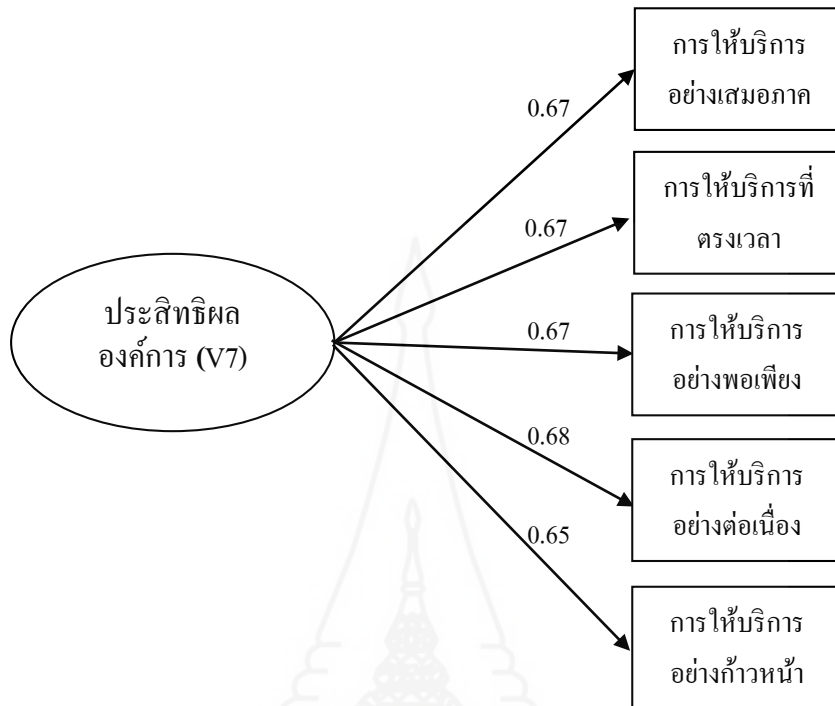 การให้บริการ
อย่างเสมอภาค
0.67
การให้บริการที่
ตรงเวลา
0.67
ประสิทธิผล
องค์การ (V7)
การให้บริการ
อย่างพอเพียง
0.67
การให้บริการ
อย่างต่อเนื่อง
0.68
การให้บริการ
อย่างก้าวหน้า
0.65